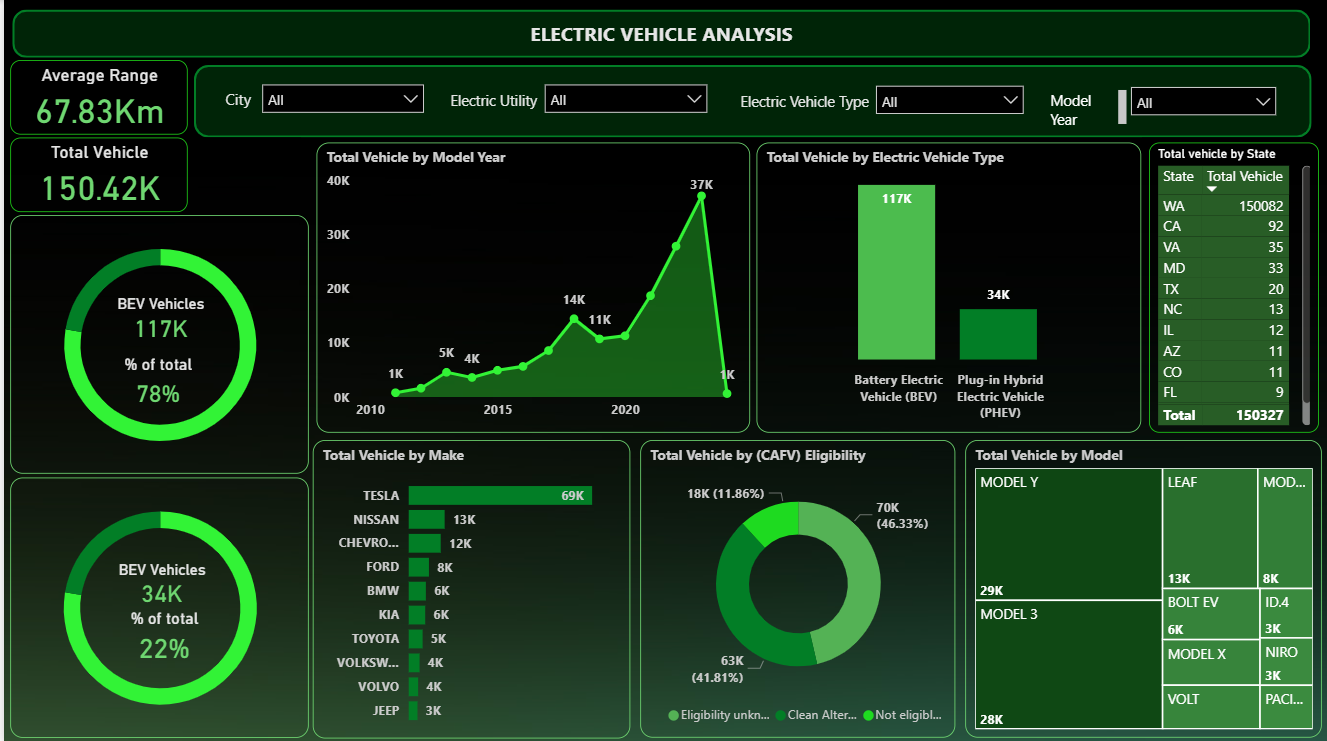 ELECTRIC VEHICLE ANALYSIS
Average Range
67.83Km
City
All
Electric Utility
All
Electric Vehicle Type
All
Model
Year
All
Total Vehicle
150.42K
BEV Vehicles
117K
% of total
78%
BEV Vehicles
34K
% of total
22%
Total Vehicle by Model Year
40K
30K
20K
10K
0K
1K
5K
4K
14K
11K
37K
1K
2010
2015
2020
Total Vehicle by Electric Vehicle Type
117K
34K
Battery Electric
Vehicle (BEV)
Plug-in Hybrid
Electric Vehicle
(PHEV)
Total vehicle by State
State Total Vehicle
WA 150082
CA 92
VA 35
MD 33
TX 20
NC 13
IL 12
AZ 11
CO 11
FL 9
Total 150327
Total Vehicle by Make
TESLA 69K
NISSAN 13K
CHEVRO... 12K
FORD 8K
BMW 6K
KIA 6K
TOYOTA 5K
VOLKSW... 4K
VOLVO 4K
JEEP 3K
Total Vehicle by (CAFV) Eligibility
18K (11.86%)
70K
(46.33%)
63K
(41.81%)
Eligibility unkn...
Clean Alter...
Not eligibl...
Total Vehicle by Model
MODEL Y
29K
MODEL 3
28K
LEAF
13K
MOD...
8K
BOLT EV
6K
ID.4
3K
MODEL X
NIRO
3K
VOLT
PACI...